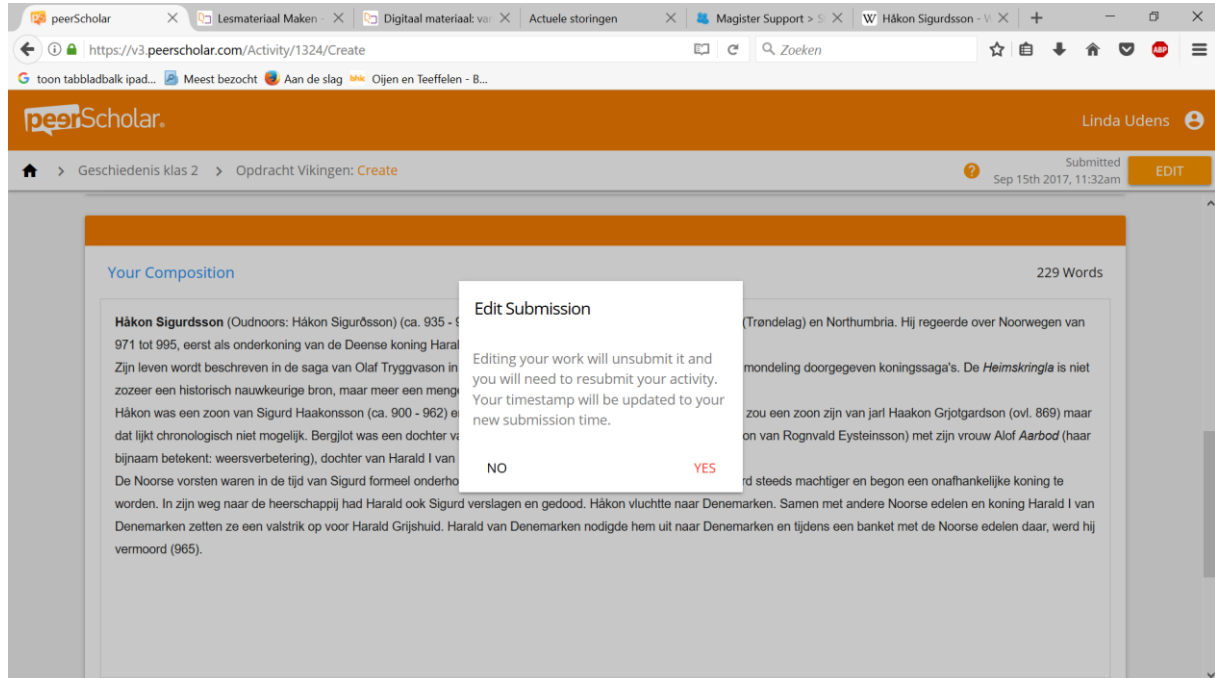 peerScholar
Lesmateriaal Maken -
Digitaal materiaal: var
Actuele storingen
Magister Support > S
Håkon Sigurdsson - W
https://v3.peerscholar.com/Activity/1324/Create
Zoeken
ABP
toon tabbladbalk ipad...
Meest bezocht
Aan de slag
bhic
Oijen en Teeffelen - B...
peerScholar.
Linda Udens
> Geschiedenis klas 2 > Opdracht Vikingen: Create
?
Submitted
Sep 15th 2017, 11:32am
EDIT
Your Composition
229 Words
Håkon Sigurdsson (Oudnoors: Hákon Sigurðsson) (ca. 935 - 9 (Trøndelag) en Northumbria. Hij regeerde over Noorwegen van
971 tot 995, eerst als onderkoning van de Deense koning Haral
Zijn leven wordt beschreven in de saga van Olaf Tryggvason in mondeling doorgegeven koningssaga's. De Heimskringla is niet
zozeer een historisch nauwkeurige bron, maar meer een menge
Håkon was een zoon van Sigurd Haakonsson (ca. 900 - 962) e zou een zoon zijn van jarl Haakon Grjotgardson (ovl. 869) maar
dat lijkt chronologisch niet mogelijk. Bergjlot was een dochter va on van Rognvald Eysteinsson) met zijn vrouw Alof Aarbod (haar
bijnaam betekent: weersverbetering), dochter van Harald I van
De Noorse vorsten waren in de tijd van Sigurd formeel onderho rd steeds machtiger en begon een onafhankelijke koning te
worden. In zijn weg naar de heerschappij had Harald ook Sigurd verslagen en gedood. Håkon vluchtte naar Denemarken. Samen met andere Noorse edelen en koning Harald I van
Denemarken zetten ze een valstrik op voor Harald Grijshuid. Harald van Denemarken nodigde hem uit naar Denemarken en tijdens een banket met de Noorse edelen daar, werd hij
vermoord (965).
Edit Submission
Editing your work will unsubmit it and
you will need to resubmit your activity.
Your timestamp will be updated to your
new submission time.
NO
YES